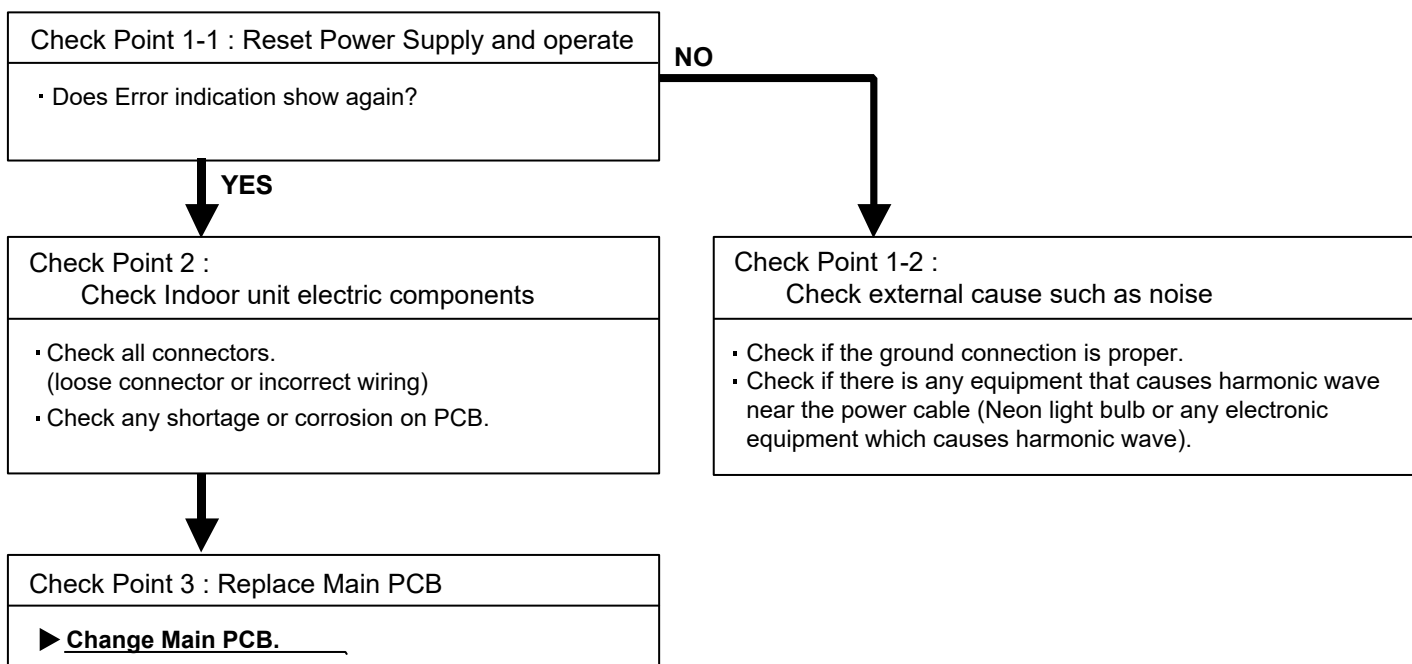 Check Point 1-1 : Reset Power Supply and operate
・Does Error indication show again?
NO
YES
Check Point 2 :
Check Indoor unit electric components
・Check all connectors.
(loose connector or incorrect wiring)
・Check any shortage or corrosion on PCB.
Check Point 1-2 :
Check external cause such as noise
・Check if the ground connection is proper.
・Check if there is any equipment that causes harmonic wave
near the power cable (Neon light bulb or any electronic
equipment which causes harmonic wave).
Check Point 3 : Replace Main PCB
▶ Change Main PCB.